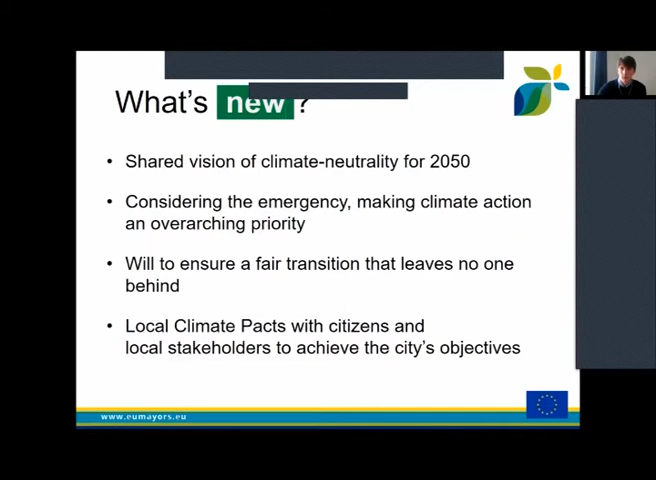 What's new ?
• Shared vision of climate-neutrality for 2050
• Considering the emergency, making climate action
an overarching priority
• Will to ensure a fair transition that leaves no one
behind
• Local Climate Pacts with citizens and
local stakeholders to achieve the city's objectives
www.eumayors.eu